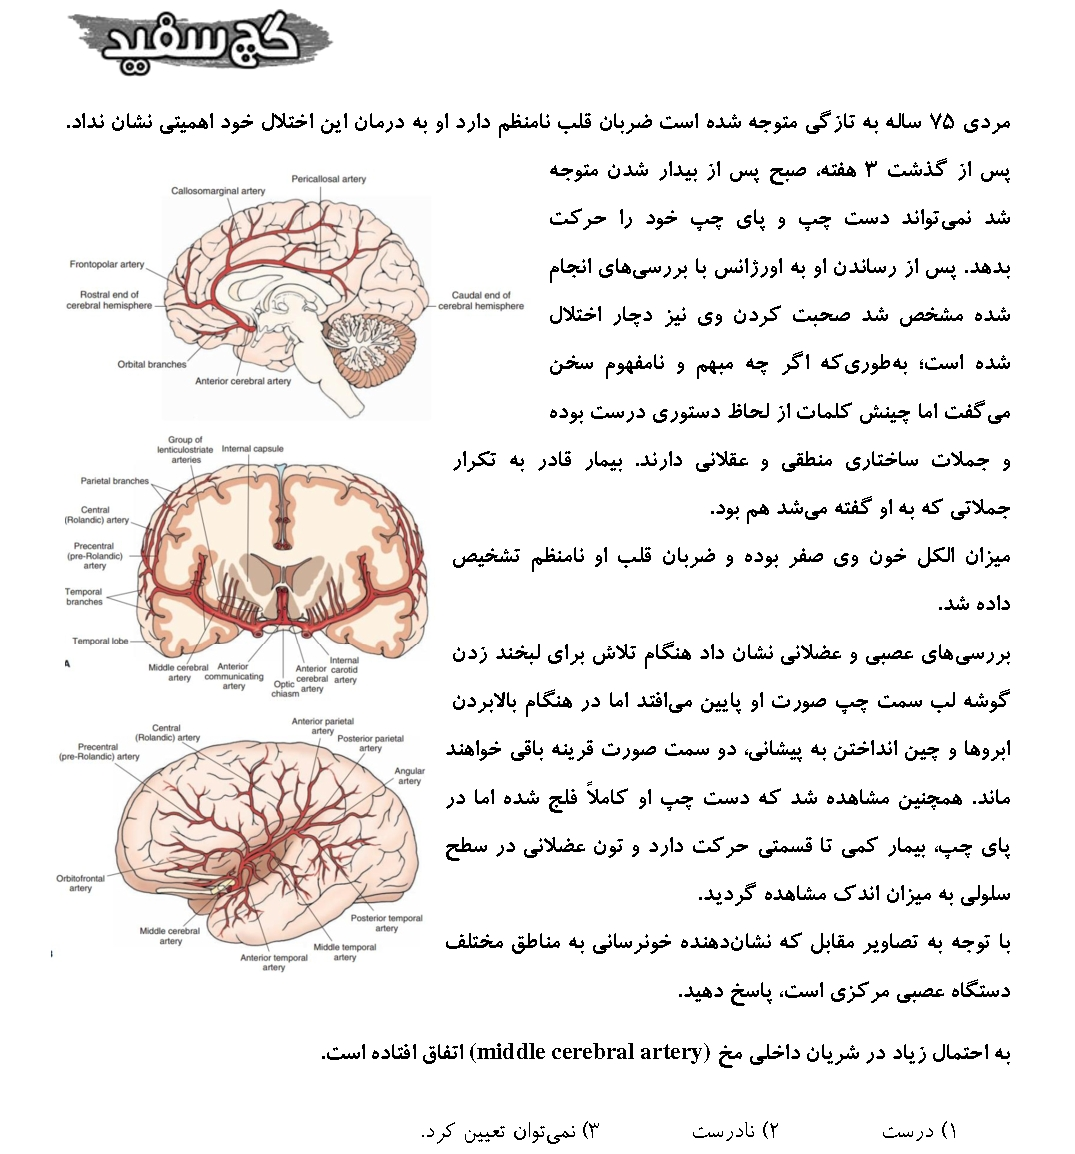 گچ سفید
مردی ۷۵ ساله به تازگی متوجه شده است ضربان قلب نامنظم دارد او به درمان این اختلال خود اهمیتی نشان نداد.
پس از گذشت ۳ هفته، صبح پس از بیدار شدن متوجه
شد نمی‌تواند دست چپ و پای چپ خود را حرکت
بدهد. پس از رساندن او به اورژانس با بررسی‌های انجام
شده مشخص شد صحبت کردن وی نیز دچار اختلال
شده است؛ به‌طوری‌که اگر چه مبهم و نامفهوم سخن
می‌گفت اما چینش کلمات از لحاظ دستوری درست بوده
و جملات ساختاری منطقی و عقلانی دارند. بیمار قادر به تکرار
جملاتی که به او گفته می‌شد هم بود.
میزان الکل خون وی صفر بوده و ضربان قلب او نامنظم تشخیص
داده شد.
بررسی‌های عصبی و عضلانی نشان داد هنگام تلاش برای لبخند زدن
گوشه لب سمت چپ صورت او پایین می‌افتد اما در هنگام بالابردن
ابروها و چین انداختن به پیشانی، دو سمت صورت قرینه باقی خواهند
ماند. همچنین مشاهده شد که دست چپ او کاملاً فلج شده اما در
پای چپ، بیمار کمی تا قسمتی حرکت دارد و تون عضلانی در سطح
سلولی به میزان اندک مشاهده گردید.
با توجه به تصاویر مقابل که نشان‌دهنده خونرسانی به مناطق مختلف
دستگاه عصبی مرکزی است، پاسخ دهید.
Pericallosal artery
Callosomarginal artery
Frontopolar artery
Rostral end of
cerebral hemisphere
Caudal end of
cerebral hemisphere
Orbital branches
Anterior cerebral artery
Group of
lenticulostriate
arteries
Internal capsule
Parietal branches
Central
(Rolandic) artery
Precentral
(pre-Rolandic)
artery
Temporal
branches
Temporal lobe
A
Middle cerebral
artery
Anterior
communicating
artery
Optic
chiasm
Anterior
cerebral
artery
Internal
carotid
artery
Central
(Rolandic) artery
Precentral
(pre-Rolandic) artery
Anterior parietal
artery
Posterior parietal
artery
Angular
artery
Orbitofrontal
artery
Middle cerebral
artery
Anterior temporal
artery
Middle temporal
artery
Posterior temporal
artery
به احتمال زیاد در شریان داخلی مخ (middle cerebral artery) اتفاق افتاده است.
۱) درست ۲) نادرست ۳) نمی‌توان تعیین کرد.